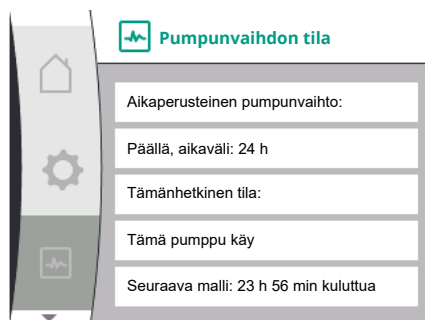 Pumpunvaihdon tila
Aikaperusteinen pumpunvaihto:
Päällä, aikaväli: 24 h
Tämänhetkinen tila:
Tämä pumppu käy
Seuraava malli: 23 h 56 min kuluttua